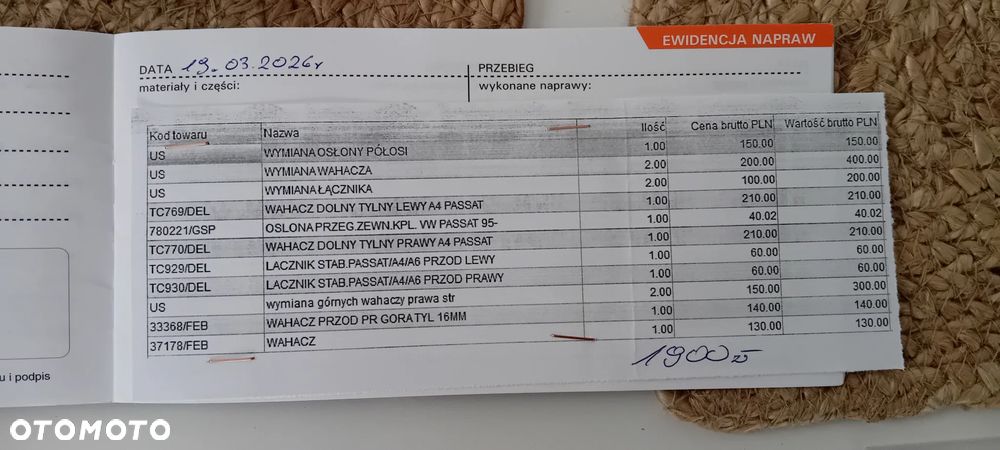 EWIDENCJA NAPRAW
DATA 19.03.2026r PRZEBIEG
materiały i części: wykonane naprawy:
Kod towaru Nazwa Ilość Cena brutto PLN Wartość brutto PLN
US WYMIANA OSŁONY PÓŁOSI 1.00 150.00 150.00
US WYMIANA WAHACZA 2.00 200.00 400.00
US WYMIANA ŁĄCZNIKA 2.00 100.00 200.00
TC769/DEL WAHACZ DOLNY TYLNY LEWY A4 PASSAT 1.00 210.00 210.00
780221/GSP OSLONA PRZEG.ZEWN.KPL. VW PASSAT 95- 1.00 40.02 40.02
TC770/DEL WAHACZ DOLNY TYLNY PRAWY A4 PASSAT 1.00 210.00 210.00
TC929/DEL LACZNIK STAB.PASSAT/A4/A6 PRZOD LEWY 1.00 60.00 60.00
TC930/DEL LACZNIK STAB.PASSAT/A4/A6 PRZOD PRAWY 1.00 60.00 60.00
US wymiana górnych wahaczy prawa str 2.00 150.00 300.00
33368/FEB WAHACZ PRZOD PR GORA TYL 16MM 1.00 140.00 140.00
37178/FEB WAHACZ 1.00 130.00 130.00
1900 zł
u i podpis
OTOMOTO